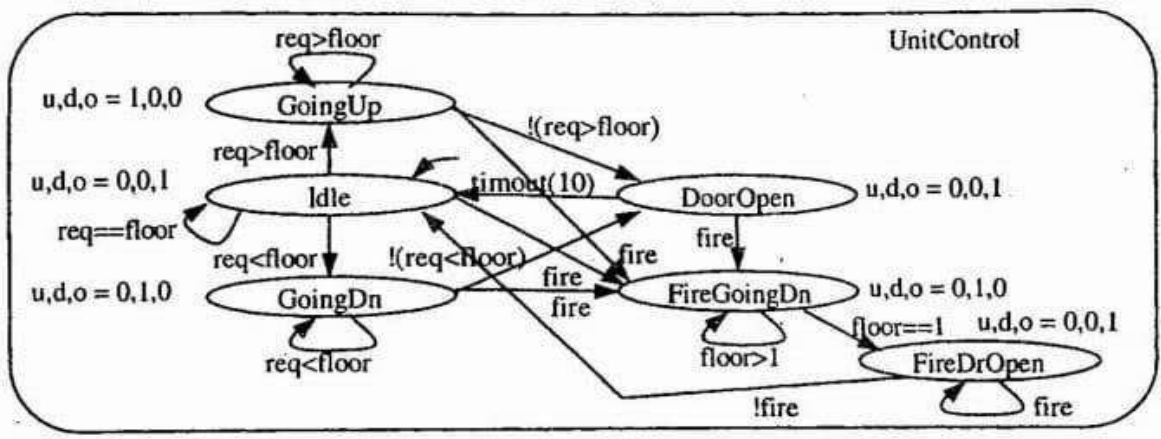 req>floor
UnitControl
u,d,o = 1,0,0
GoingUp
!(req>floor)
req>floor
u,d,o = 0,0,1
Idle
timout(10)
DoorOpen
u,d,o = 0,0,1
req==floor
req<floor
!(req<floor)
fire
fire
fire
u,d,o = 0,1,0
GoingDn
fire
FireGoingDn
u,d,o = 0,1,0
req<floor
floor>1
floor==1
u,d,o = 0,0,1
FireDrOpen
!fire
fire